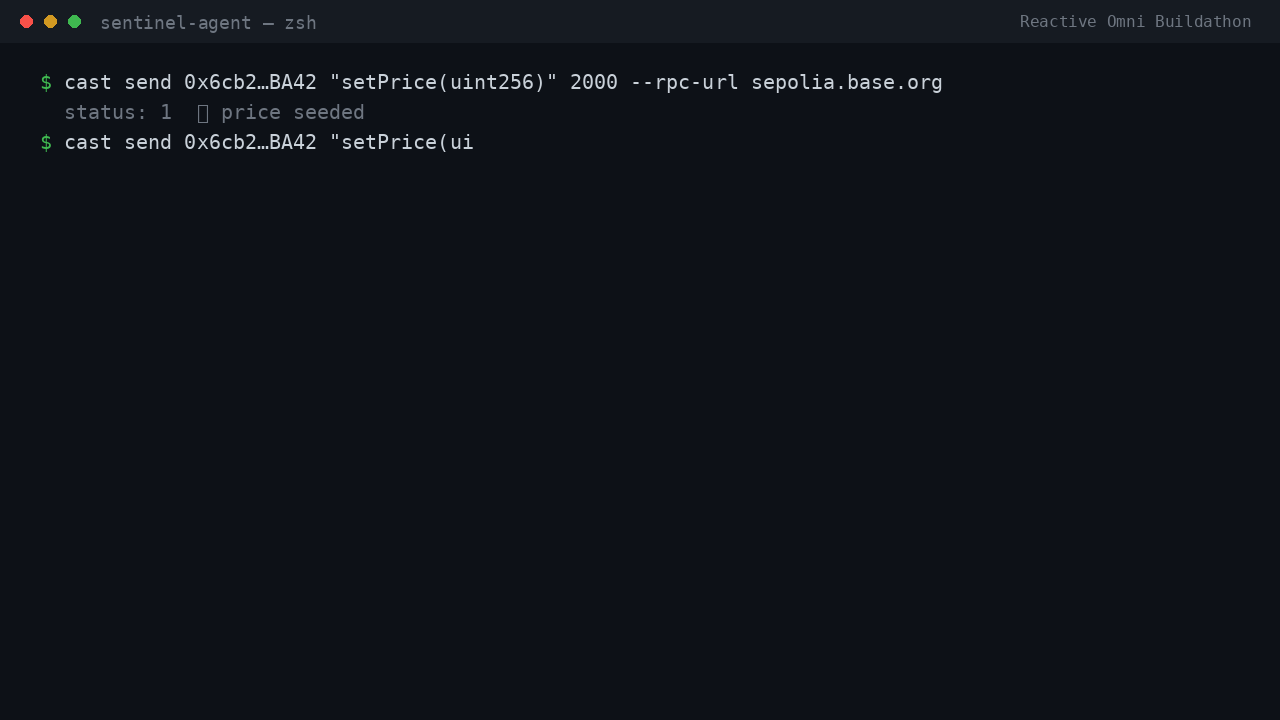 sentinel-agent — zsh
Reactive Omni Buildathon
$ cast send 0x6cb2…BA42 "setPrice(uint256)" 2000 --rpc-url sepolia.base.org
status: 1 ▯ price seeded
$ cast send 0x6cb2…BA42 "setPrice(ui